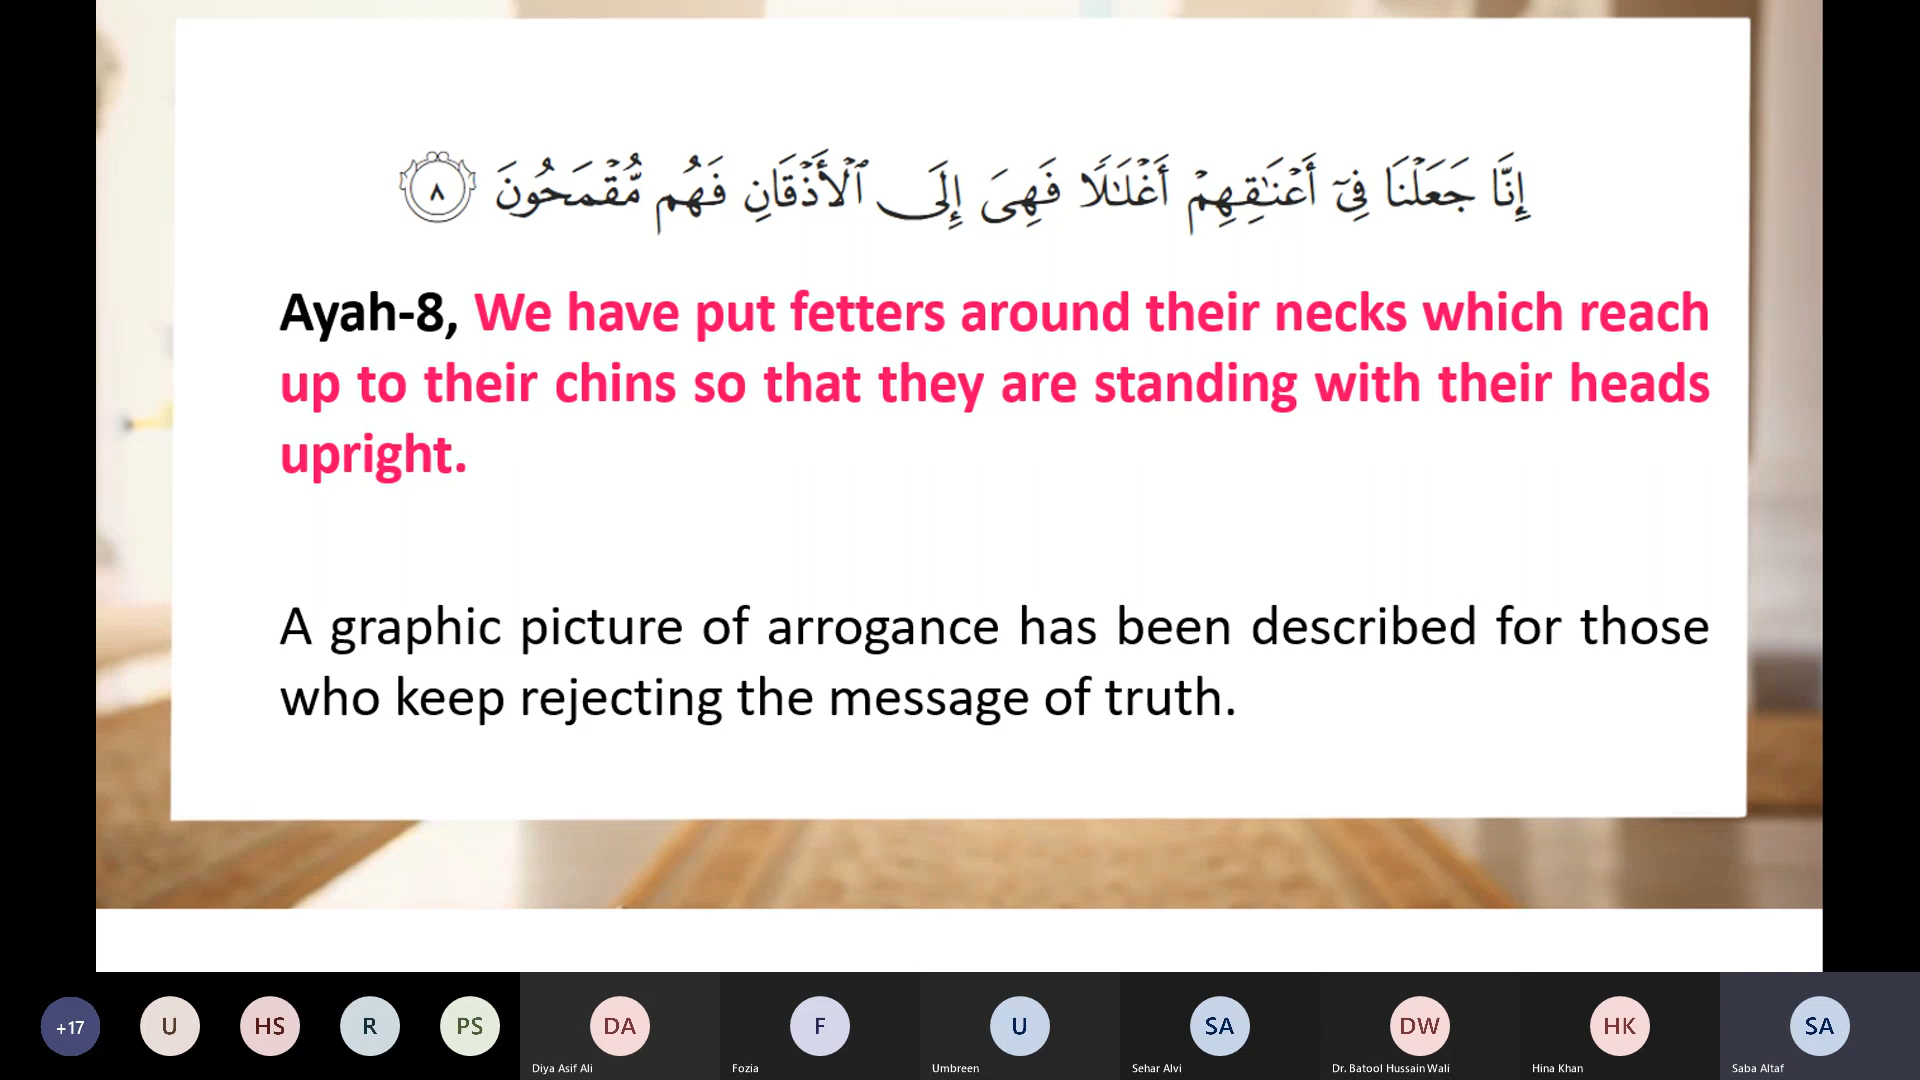 إِنَّا جَعَلْنَا فِىٓ أَعْنَـٰقِهِمْ أَغْلَـٰلًا فَهِىَ إِلَى ٱلْأَذْقَانِ فَهُم مُّقْمَحُونَ ٨
Ayah-8, We have put fetters around their necks which reach
up to their chins so that they are standing with their heads
upright.
A graphic picture of arrogance has been described for those
who keep rejecting the message of truth.
+17 U HS R PS DA F U SA DW HK SA
Diya Asif Ali Fozia Umbreen Sehar Alvi Dr. Batool Hussain Wali Hina Khan Saba Altaf